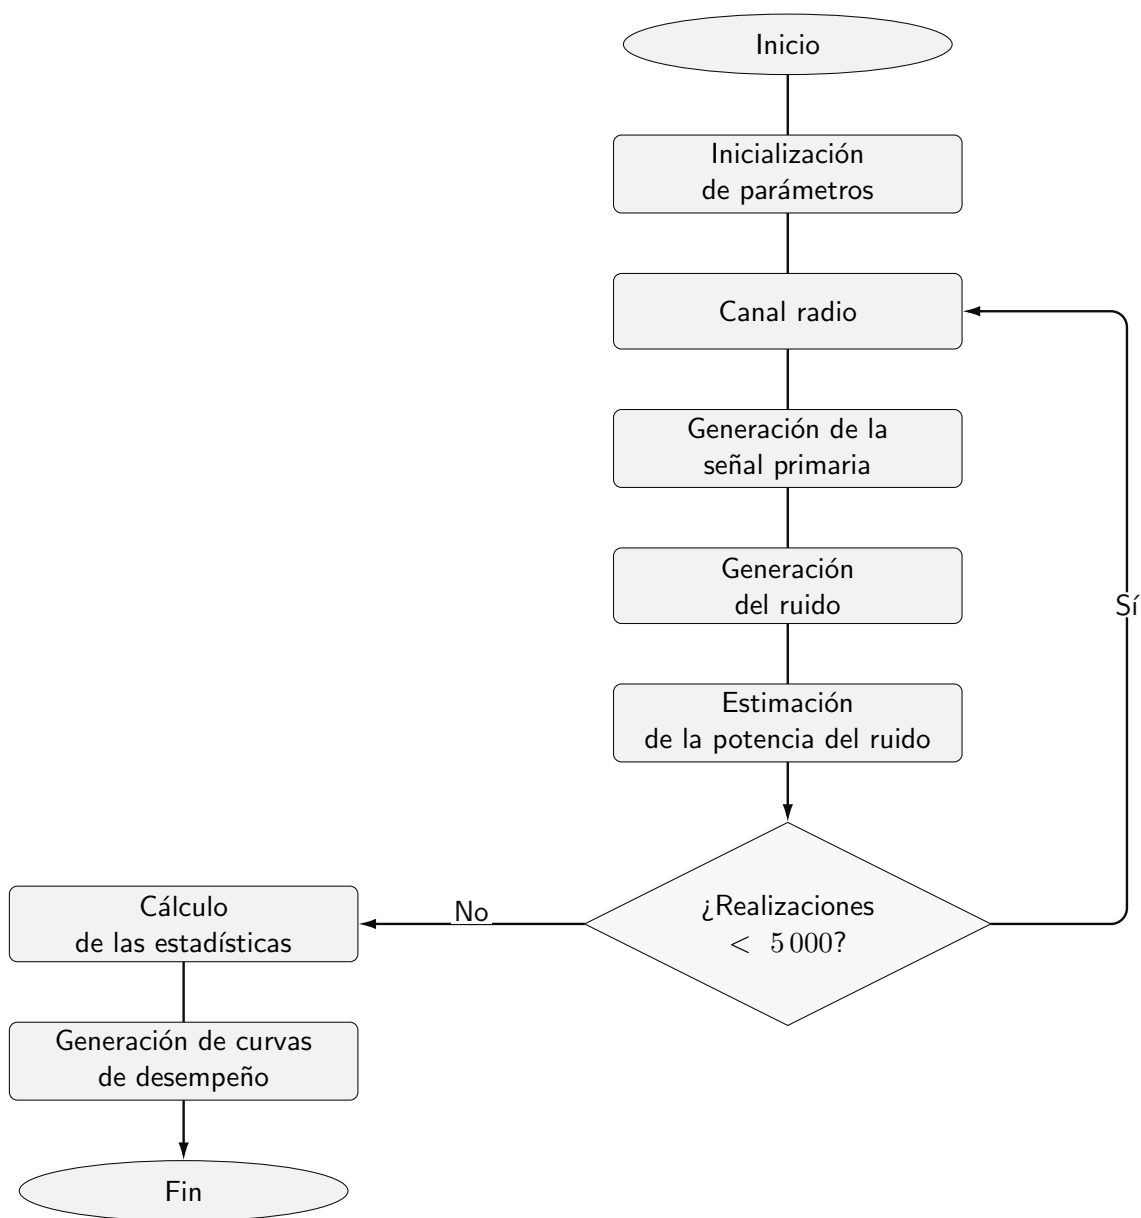 Inicio
Inicialización
de parámetros
Canal radio
Generación de la
señal primaria
Generación
del ruido
Sí
Estimación
de la potencia del ruido
¿Realizaciones
< 5 000?
No
Cálculo
de las estadísticas
Generación de curvas
de desempeño
Fin